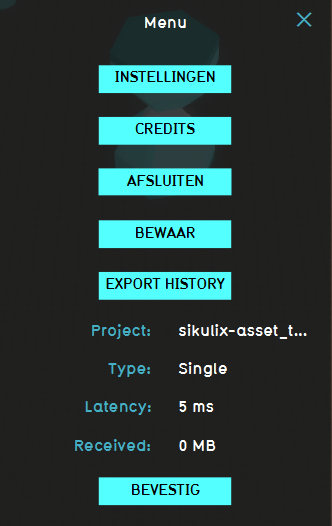 Menu
INSTELLINGEN
CREDITS
AFSLUITEN
BEWAAR
EXPORT HISTORY
Project: sikulix-asset_t...
Type: Single
Latency: 5 ms
Received: 0 MB
BEVESTIG